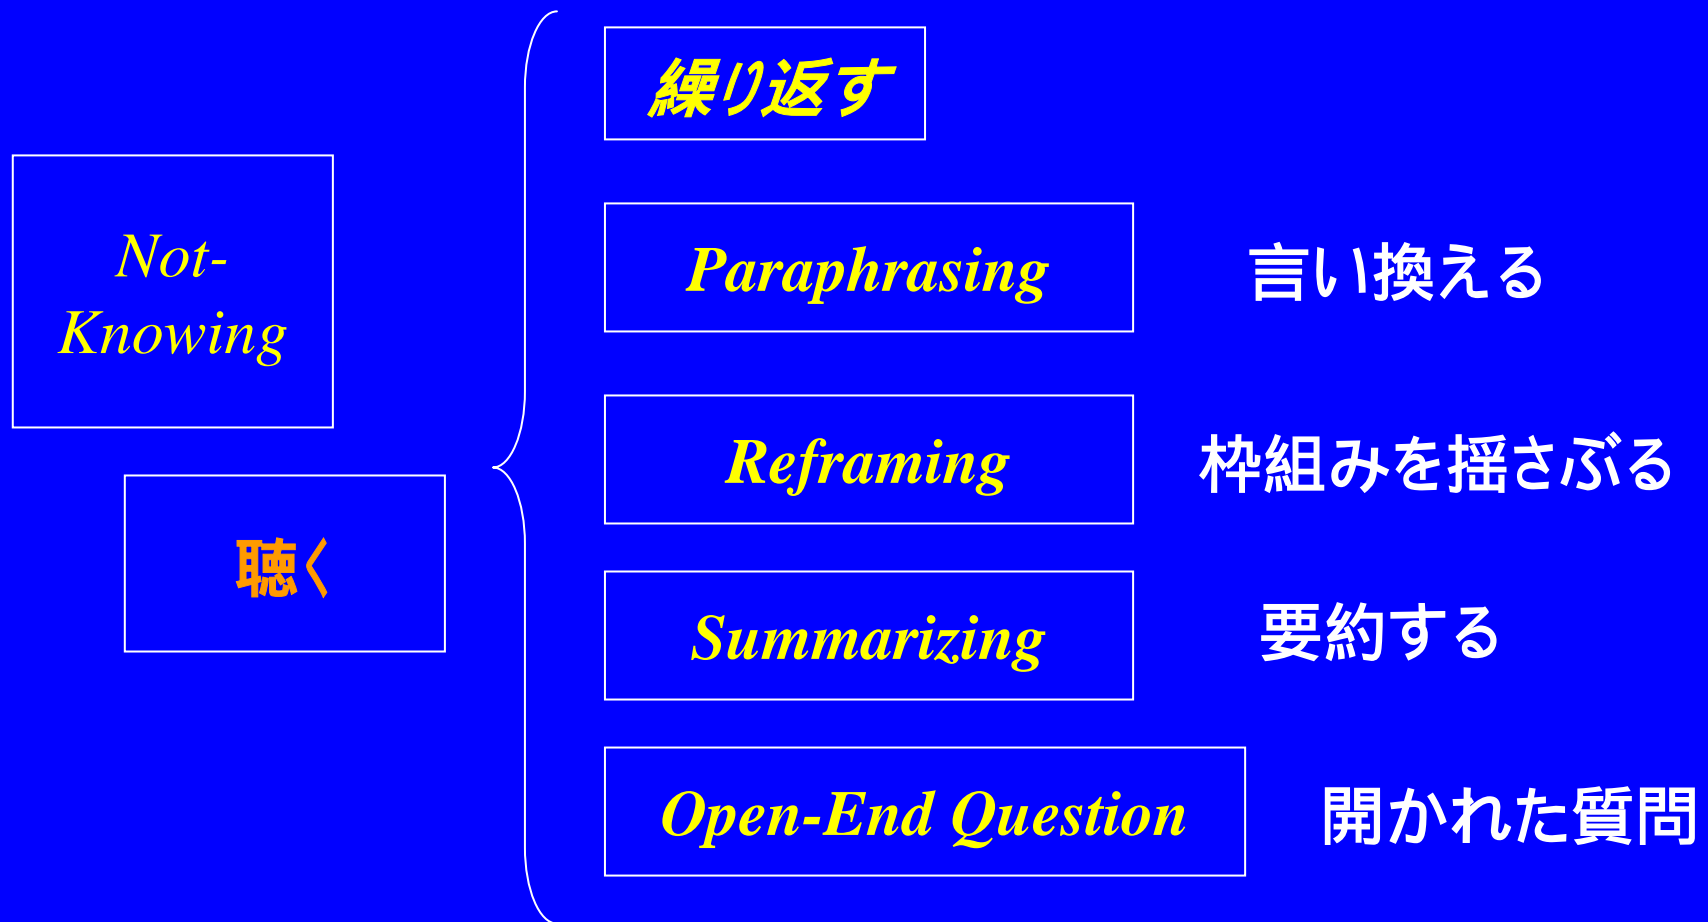 Not-
Knowing
聴く
繰り返す
Paraphrasing 言い換える
Reframing 枠組みを揺さぶる
Summarizing 要約する
Open-End Question 開かれた質問